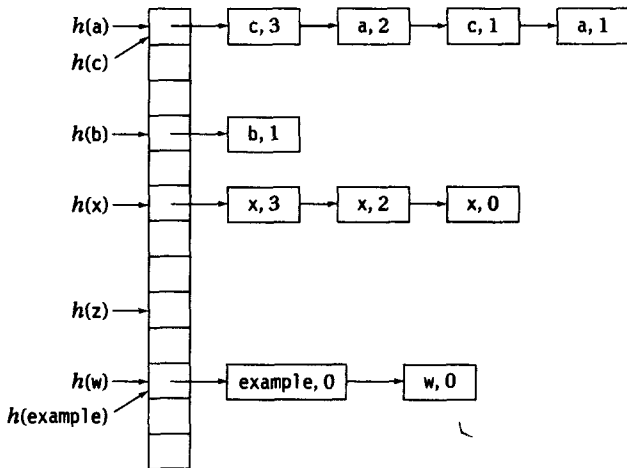 h(a) c, 3 a, 2 c, 1 a, 1
h(c)
h(b) b, 1
h(x) x, 3 x, 2 x, 0
h(z)
h(w) example, 0 w, 0
h(example)